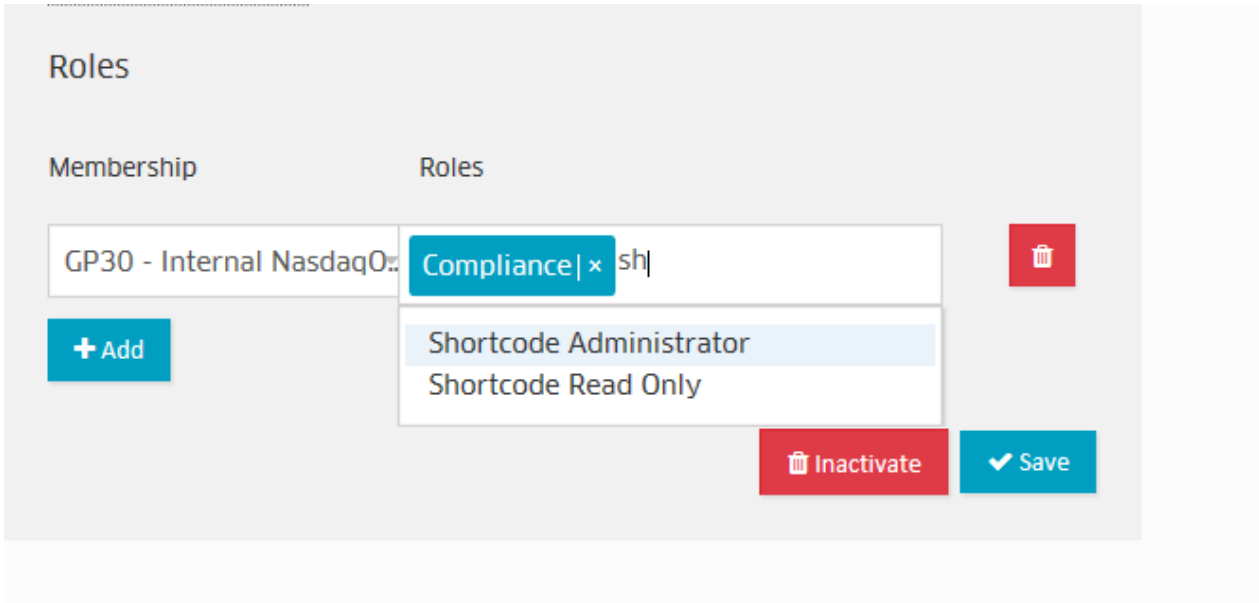 Roles
Membership Roles
GP30 - Internal NasdaqO.. Compliance| × sh
+ Add
Shortcode Administrator
Shortcode Read Only
Inactivate Save